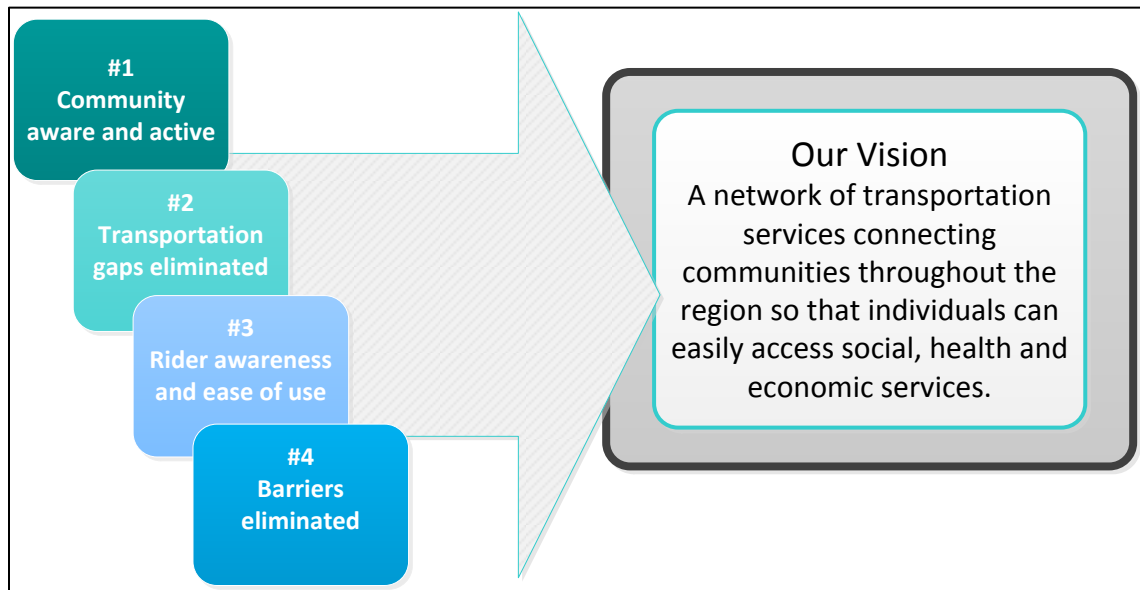 #1
Community
aware and active
#2
Transportation
gaps eliminated
#3
Rider awareness
and ease of use
#4
Barriers
eliminated
Our Vision
A network of transportation
services connecting
communities throughout the
region so that individuals can
easily access social, health and
economic services.